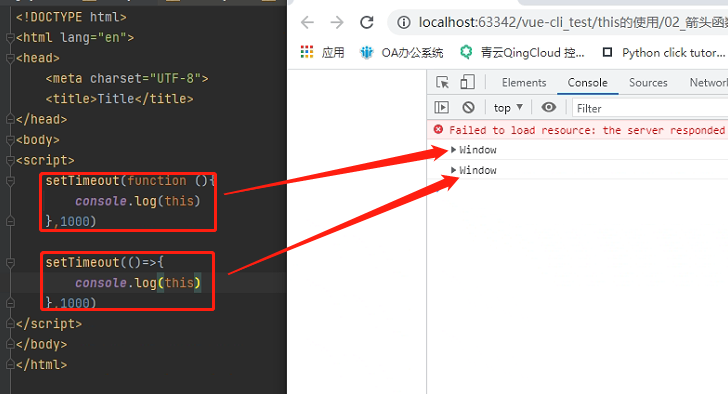 <!DOCTYPE html>
<html lang="en">
<head>
<meta charset="UTF-8">
<title>Title</title>
</head>
<body>
<script>
setTimeout(function (){
console.log(this)
},1000)
setTimeout(()=>{
console.log(this)
},1000)
</script>
</body>
</html>
localhost:63342/vue-cli_test/this的使用/02_箭头函
应用 OA办公系统 青云QingCloud 控... Python click tutor...
Elements Console Sources Networ
top Filter
Failed to load resource: the server responded
Window
Window